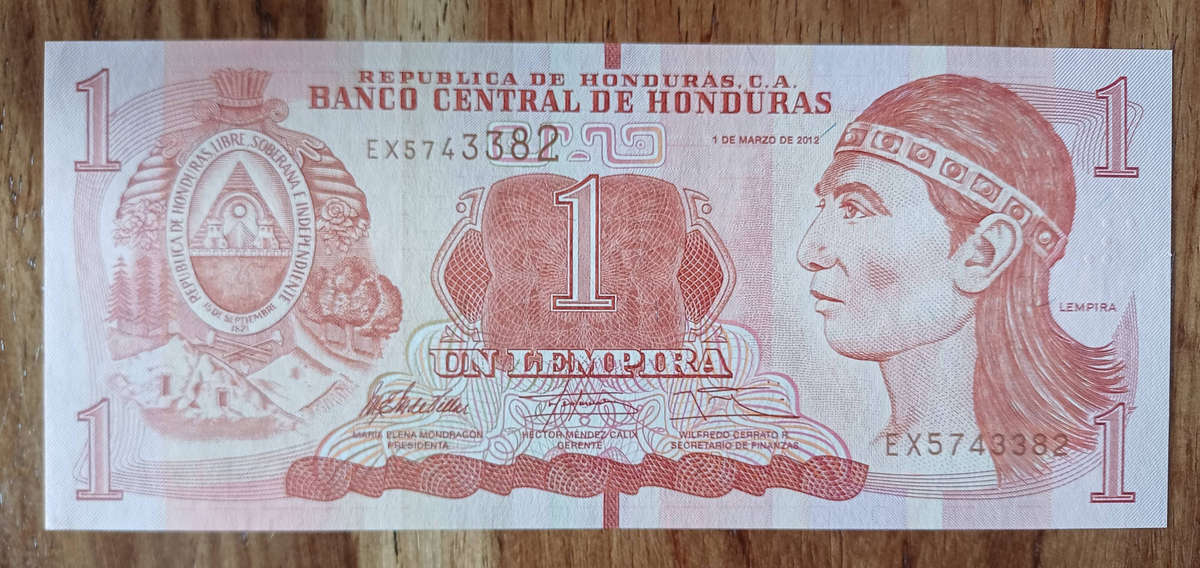 1
REPUBLICA DE HONDURAS, C.A.
BANCO CENTRAL DE HONDURAS
1
EX5743382
1 DE MARZO DE 2012
REPUBLICA DE HONDURAS, LIBRE, SOBERANA E INDEPENDIENTE
15 DE SEPTIEMBRE
1821
1
LEMPIRA
UN LEMPIRA
MARIA ELENA MONDRAGON
PRESIDENTA
HECTOR MÉNDEZ CALIX
GERENTE
WILFREDO CERRATO R.
SECRETARIO DE FINANZAS
EX5743382
1
1